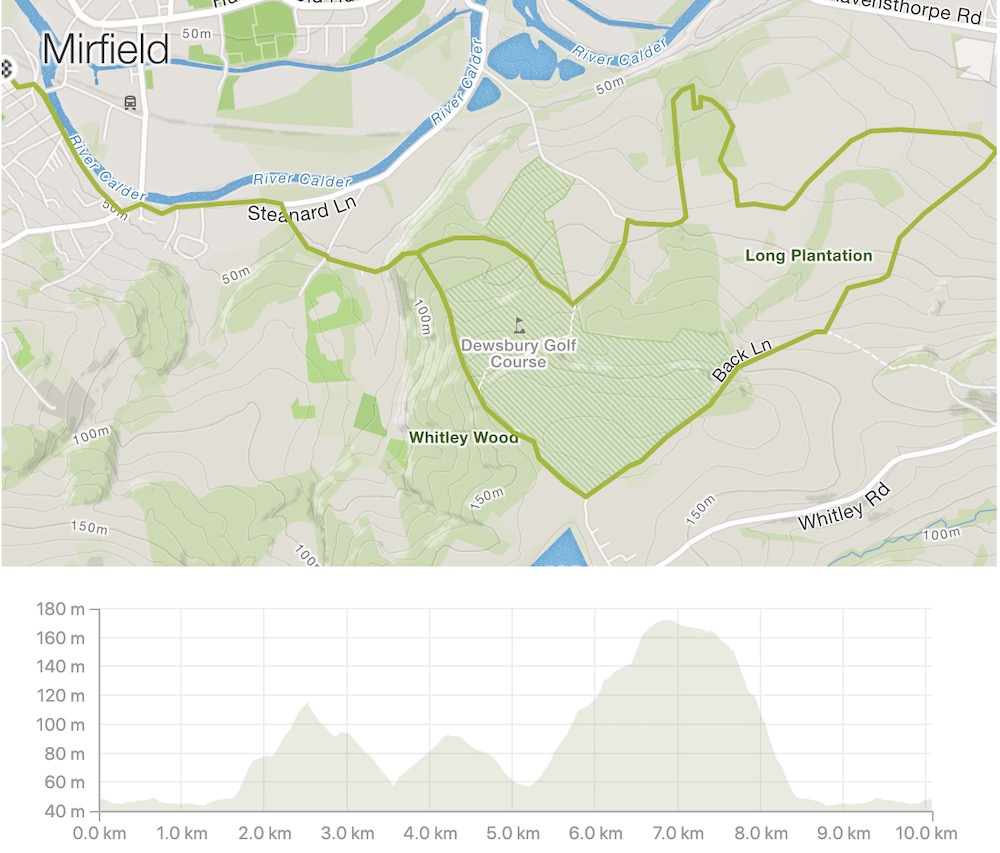 Ravensthorpe Rd
50m
Mirfield
River Calder
50m
River Calder
River Calder
River Calder
50m
Steanard Ln
50m
Long Plantation
100m
Dewsbury Golf
Course
Back Ln
Whitley Wood
100m
150m
150m
Whitley Rd
150m
100m
100m
180 m
160 m
140 m
120 m
100 m
80 m
60 m
40 m
0.0 km
1.0 km
2.0 km
3.0 km
4.0 km
5.0 km
6.0 km
7.0 km
8.0 km
9.0 km
10.0 km